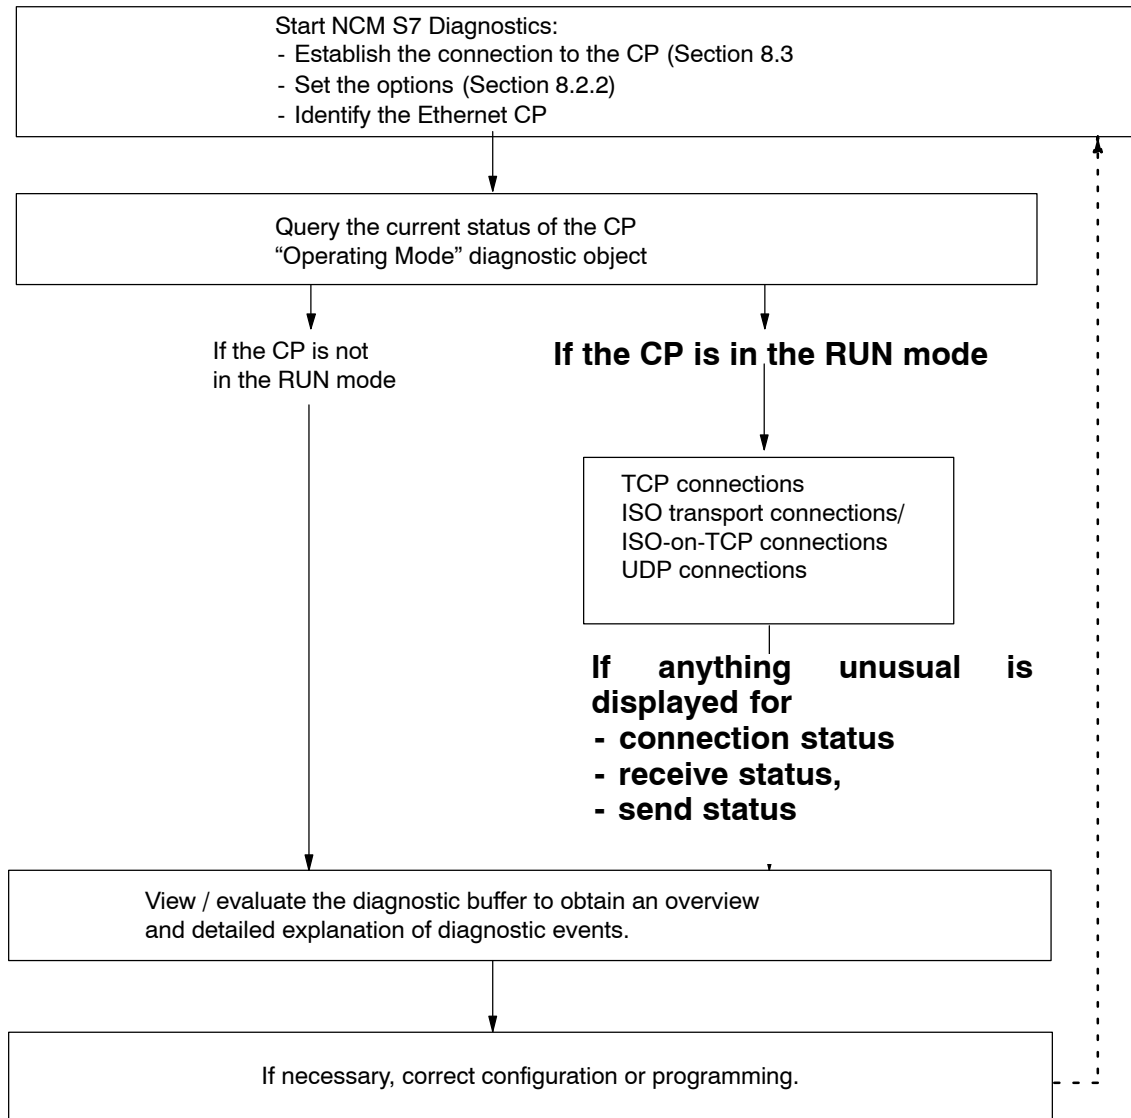 Start NCM S7 Diagnostics:
- Establish the connection to the CP (Section 8.3
- Set the options (Section 8.2.2)
- Identify the Ethernet CP
Query the current status of the CP
“Operating Mode” diagnostic object
If the CP is not
in the RUN mode
If the CP is in the RUN mode
TCP connections
ISO transport connections/
ISO-on-TCP connections
UDP connections
If anything unusual is
displayed for
- connection status
- receive status,
- send status
View / evaluate the diagnostic buffer to obtain an overview
and detailed explanation of diagnostic events.
If necessary, correct configuration or programming.